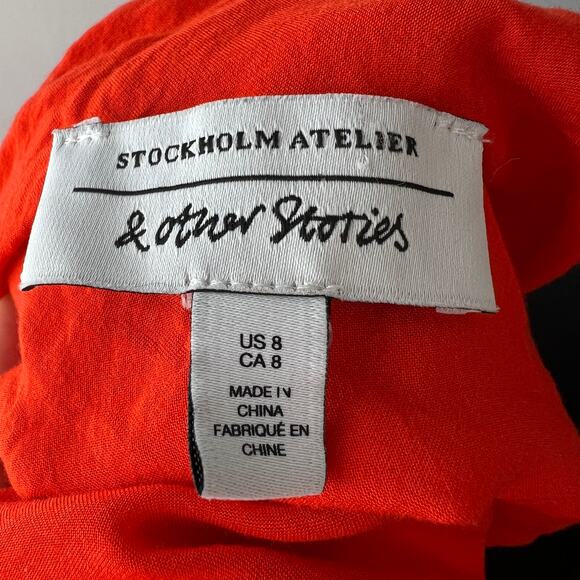 STOCKHOLM ATELIER
& other Stories
US 8
CA 8
MADE IN
CHINA
FABRIQUÉ EN
CHINE